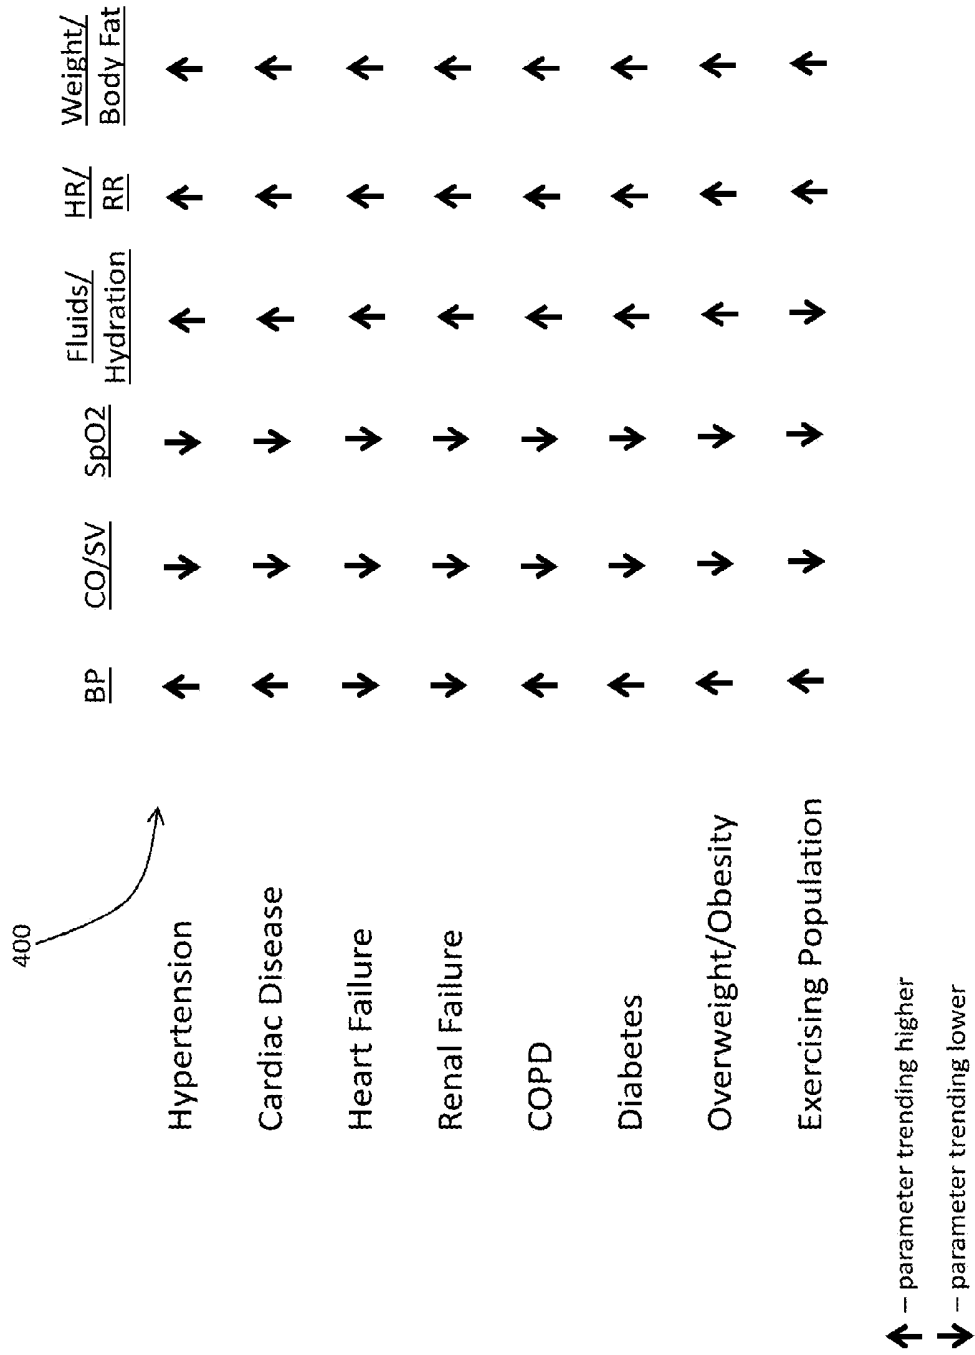 400
BP
CO/SV
SpO2
Fluids/
Hydration
HR/
RR
Weight/
Body Fat
Hypertension
Cardiac Disease
Heart Failure
Renal Failure
COPD
Diabetes
Overweight/Obesity
Exercising Population
– parameter trending higher
– parameter trending lower